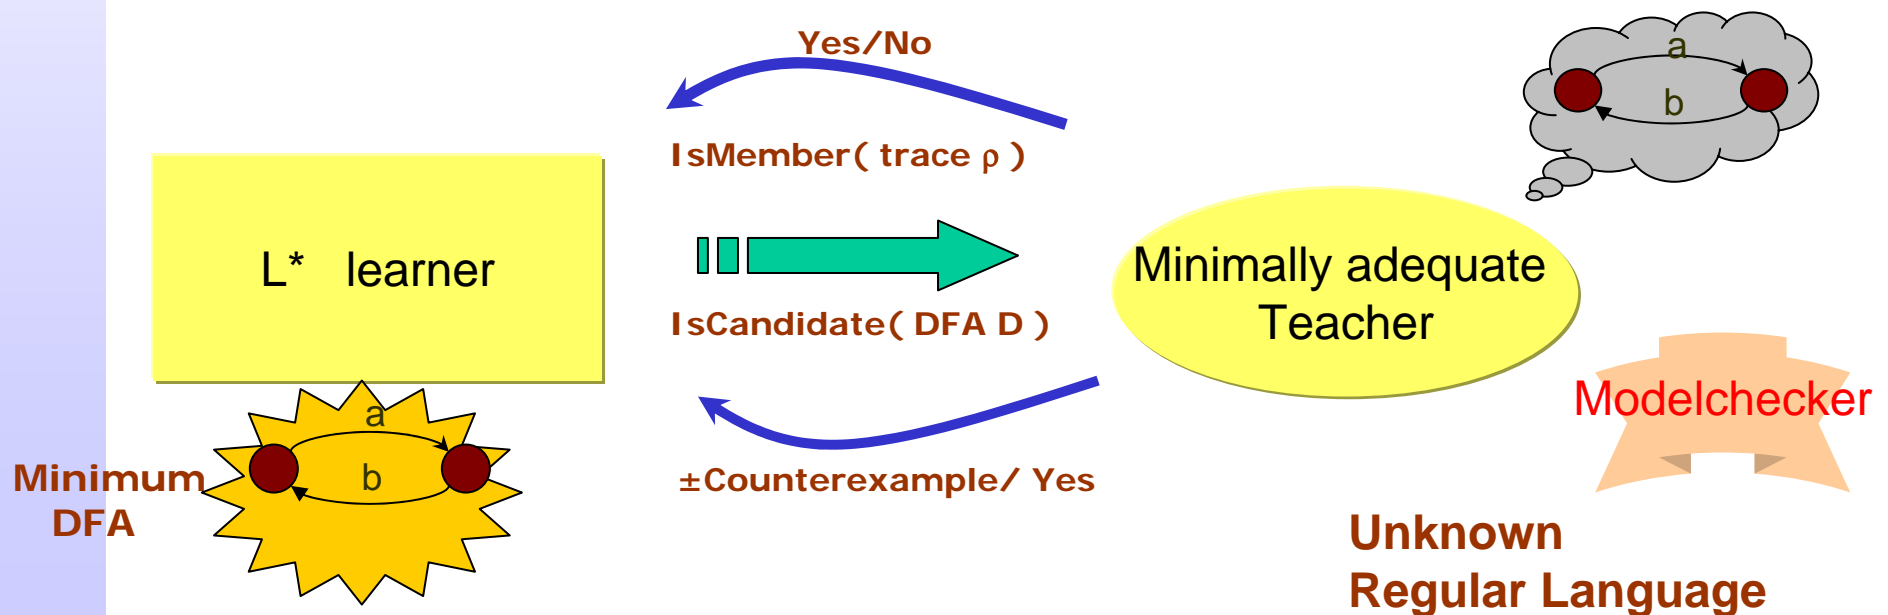 Yes/No
a
b
IsMember( trace ρ )
L* learner
Minimally adequate
Teacher
IsCandidate( DFA D )
Modelchecker
a
b
Minimum
DFA
±Counterexample/ Yes
Unknown
Regular Language